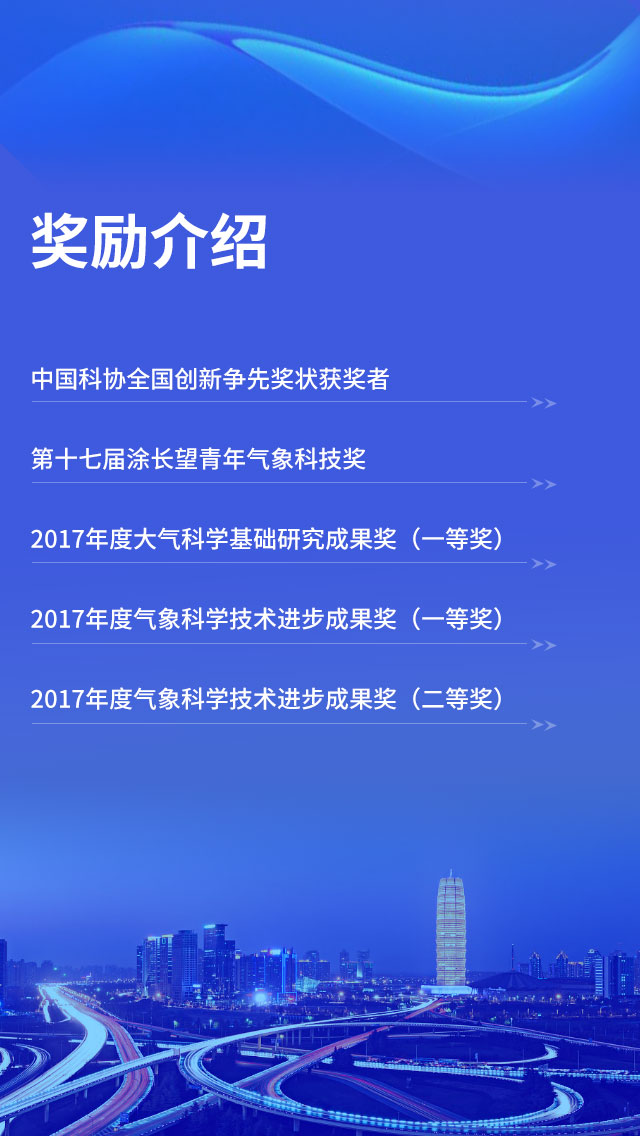 奖励介绍
中国科协全国创新争先奖状获奖者
第十七届涂长望青年气象科技奖
2017年度大气科学基础研究成果奖（一等奖）
2017年度气象科学技术进步成果奖（一等奖）
2017年度气象科学技术进步成果奖（二等奖）